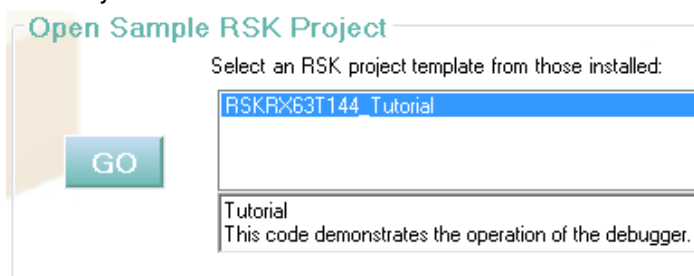 Open Sample RSK Project
Select an RSK project template from those installed:
RSKRX63T144_Tutorial
GO
Tutorial
This code demonstrates the operation of the debugger.